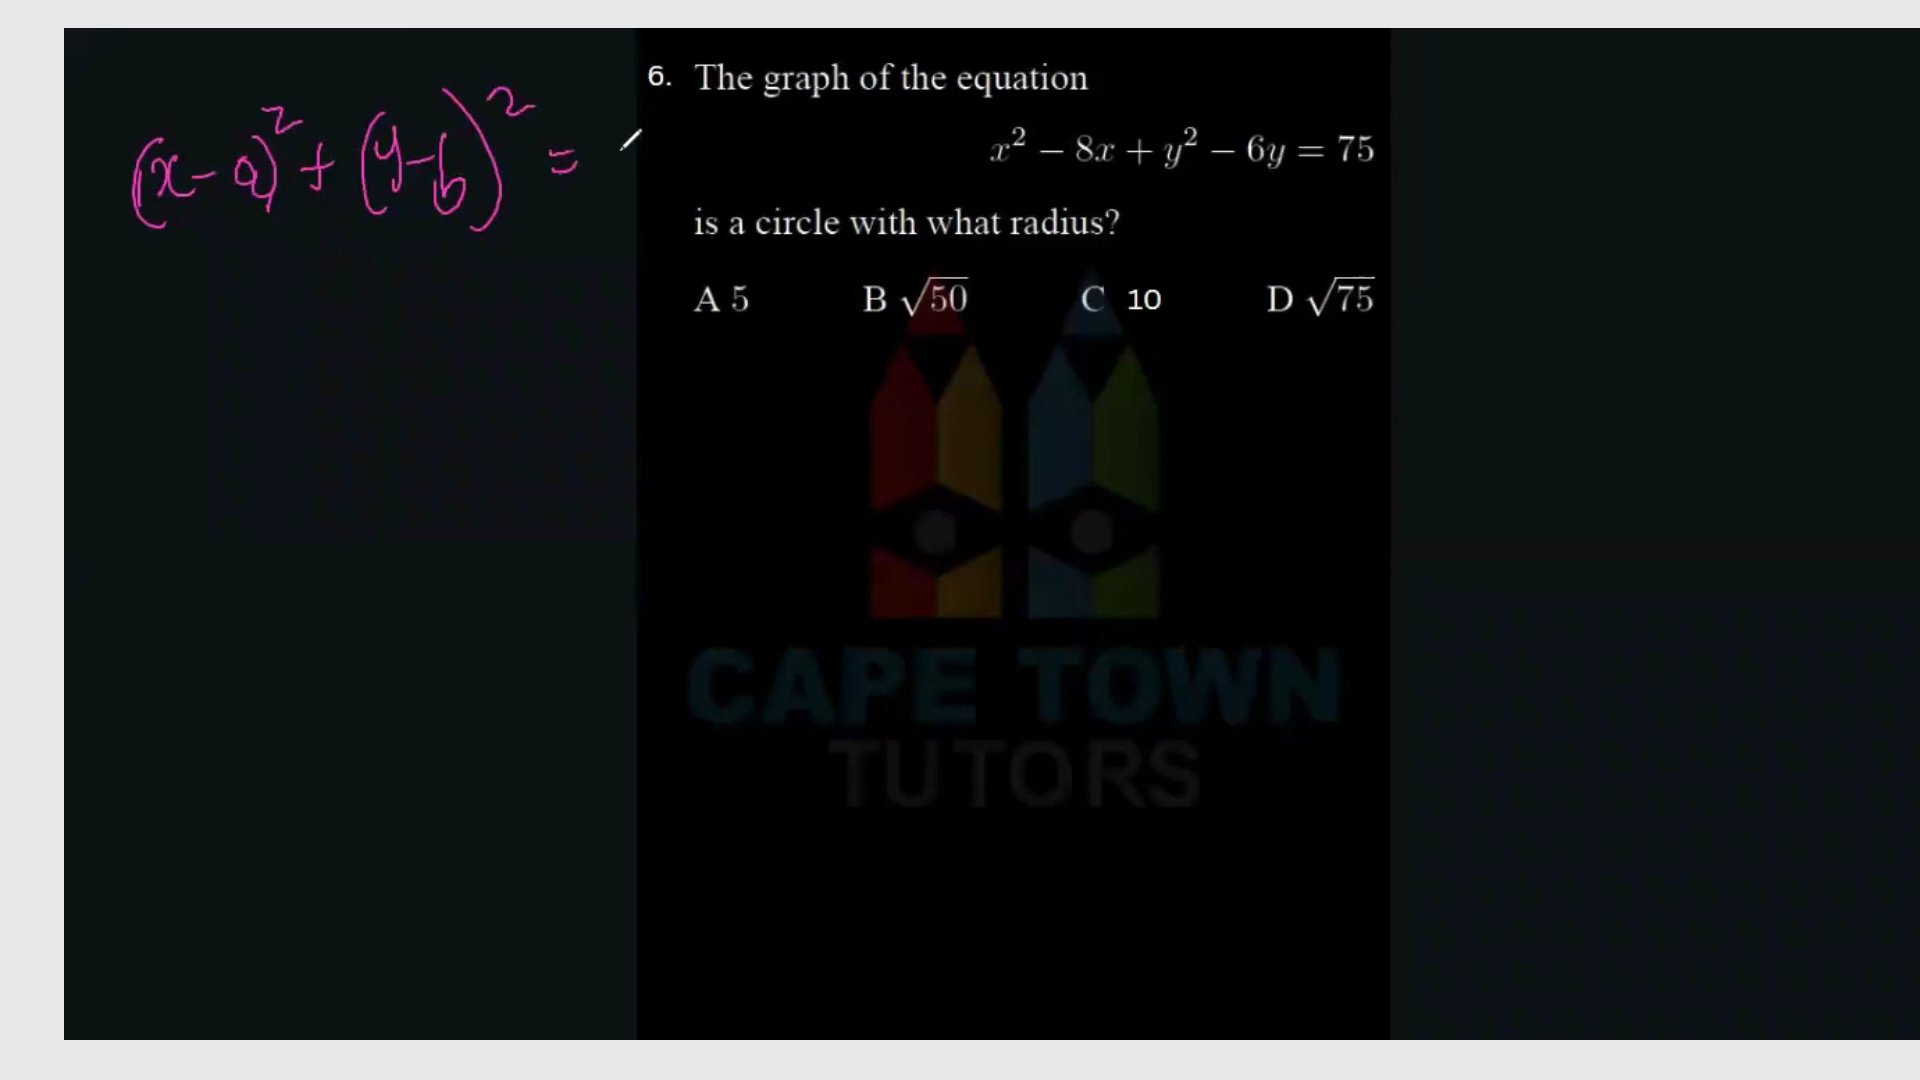 (x-a)² + (y-b)² =
6. The graph of the equation
x² − 8x + y² − 6y = 75
is a circle with what radius?
A 5 B √50 C 10 D √75
CAPE TOWN
TUTORS